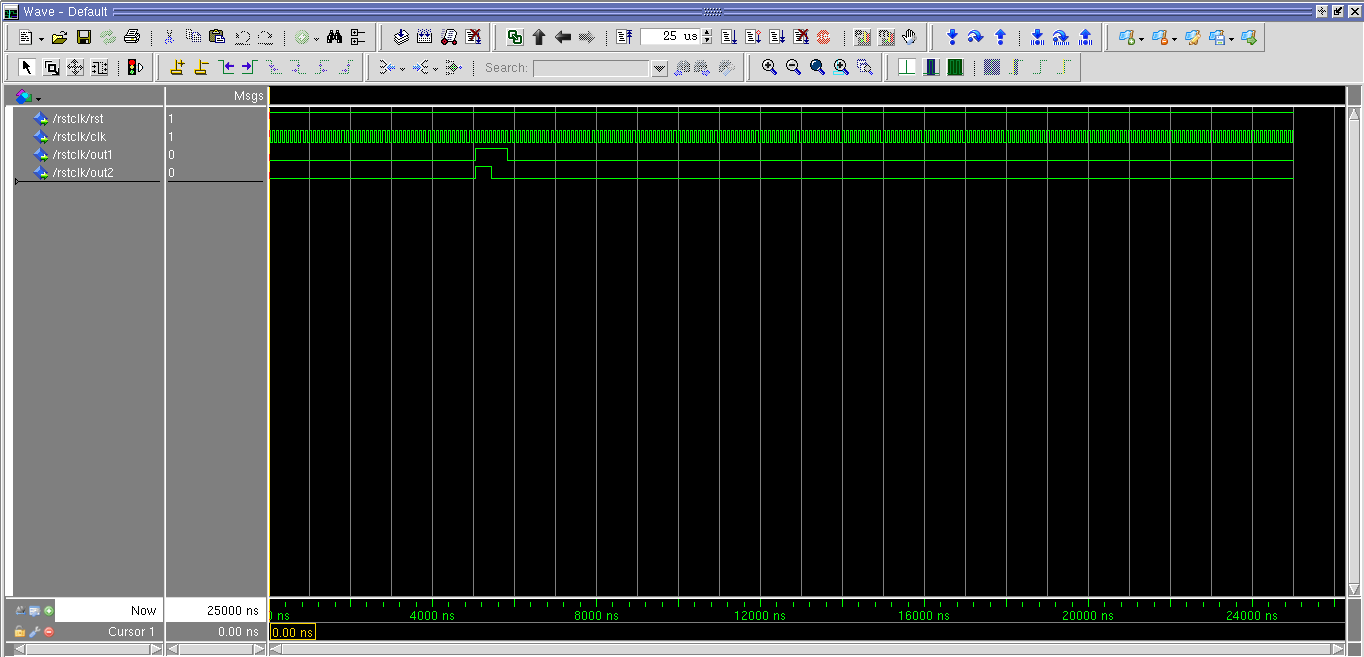 Wave - Default
25 us
Search:
Msgs
/rstclk/rst 1
/rstclk/clk 1
/rstclk/out1 0
/rstclk/out2 0
Now 25000 ns
ns 4000 ns 8000 ns 12000 ns 16000 ns 20000 ns 24000 ns
Cursor 1 0.00 ns 0.00 ns